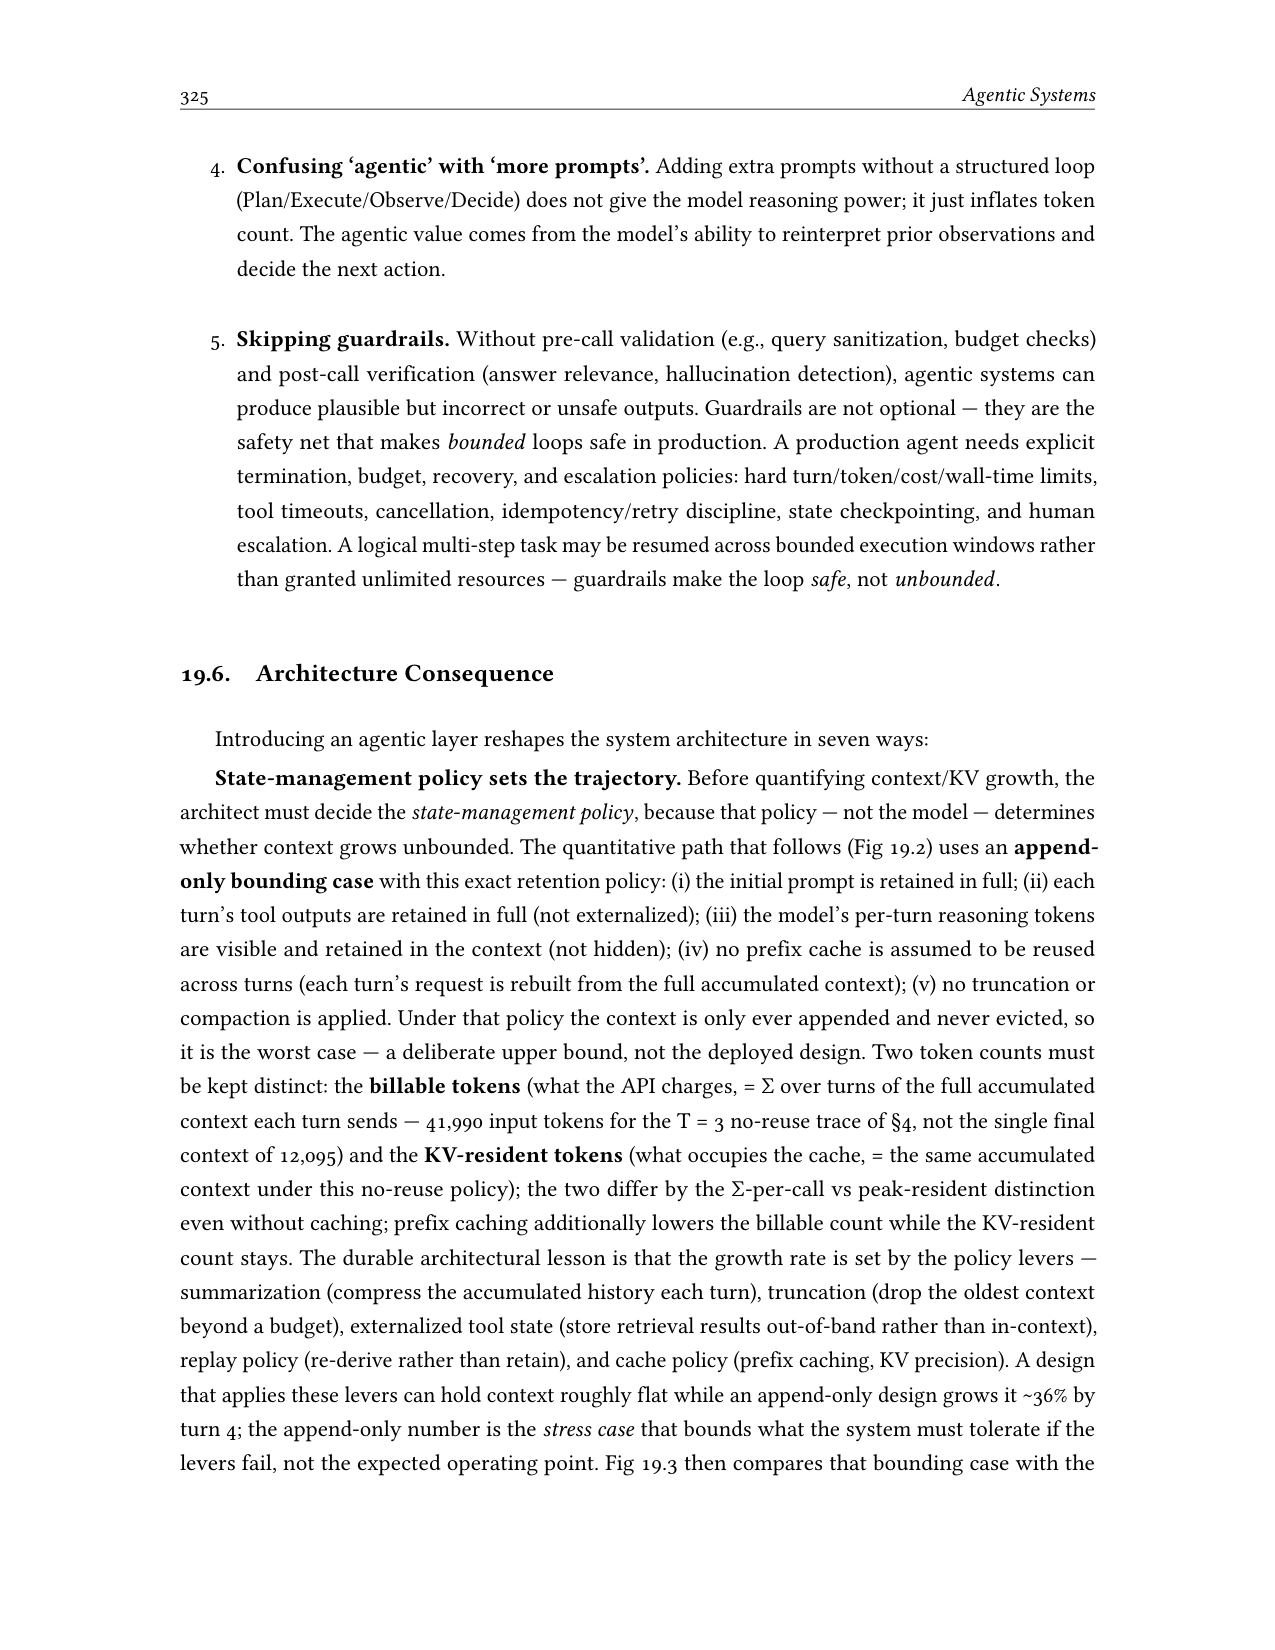 325 Agentic Systems
4. Confusing ‘agentic’ with ‘more prompts’. Adding extra prompts without a structured loop
(Plan/Execute/Observe/Decide) does not give the model reasoning power; it just inflates token
count. The agentic value comes from the model’s ability to reinterpret prior observations and
decide the next action.
5. Skipping guardrails. Without pre-call validation (e.g., query sanitization, budget checks)
and post-call verification (answer relevance, hallucination detection), agentic systems can
produce plausible but incorrect or unsafe outputs. Guardrails are not optional — they are the
safety net that makes bounded loops safe in production. A production agent needs explicit
termination, budget, recovery, and escalation policies: hard turn/token/cost/wall-time limits,
tool timeouts, cancellation, idempotency/retry discipline, state checkpointing, and human
escalation. A logical multi-step task may be resumed across bounded execution windows rather
than granted unlimited resources — guardrails make the loop safe, not unbounded.
19.6. Architecture Consequence
Introducing an agentic layer reshapes the system architecture in seven ways:
State-management policy sets the trajectory. Before quantifying context/KV growth, the
architect must decide the state-management policy, because that policy — not the model — determines
whether context grows unbounded. The quantitative path that follows (Fig 19.2) uses an append-
only bounding case with this exact retention policy: (i) the initial prompt is retained in full; (ii) each
turn’s tool outputs are retained in full (not externalized); (iii) the model’s per-turn reasoning tokens
are visible and retained in the context (not hidden); (iv) no prefix cache is assumed to be reused
across turns (each turn’s request is rebuilt from the full accumulated context); (v) no truncation or
compaction is applied. Under that policy the context is only ever appended and never evicted, so
it is the worst case — a deliberate upper bound, not the deployed design. Two token counts must
be kept distinct: the billable tokens (what the API charges, = Σ over turns of the full accumulated
context each turn sends — 41,990 input tokens for the T = 3 no-reuse trace of §4, not the single final
context of 12,095) and the KV-resident tokens (what occupies the cache, = the same accumulated
context under this no-reuse policy); the two differ by the Σ-per-call vs peak-resident distinction
even without caching; prefix caching additionally lowers the billable count while the KV-resident
count stays. The durable architectural lesson is that the growth rate is set by the policy levers —
summarization (compress the accumulated history each turn), truncation (drop the oldest context
beyond a budget), externalized tool state (store retrieval results out-of-band rather than in-context),
replay policy (re-derive rather than retain), and cache policy (prefix caching, KV precision). A design
that applies these levers can hold context roughly flat while an append-only design grows it ~36% by
turn 4; the append-only number is the stress case that bounds what the system must tolerate if the
levers fail, not the expected operating point. Fig 19.3 then compares that bounding case with the